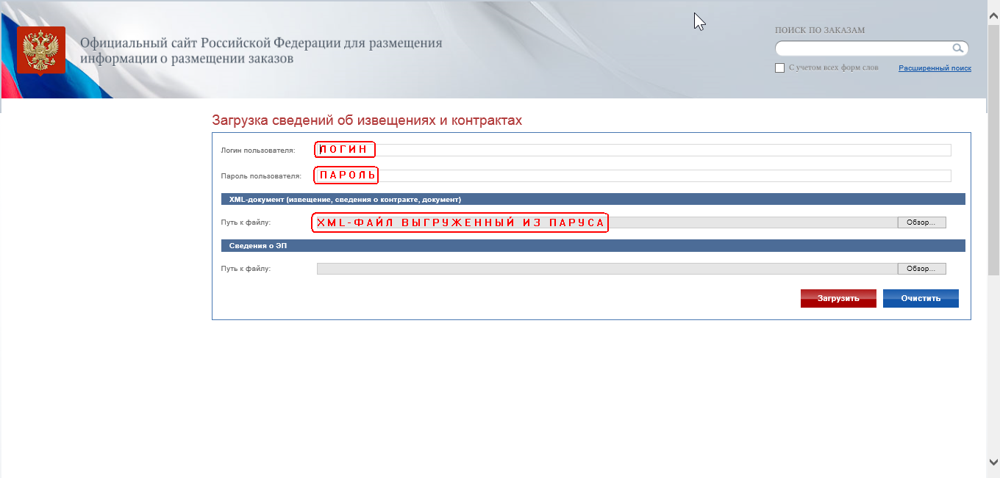 Официальный сайт Российской Федерации для размещения
информации о размещении заказов
ПОИСК ПО ЗАКАЗАМ
С учетом всех форм слов
Расширенный поиск
Загрузка сведений об извещениях и контрактах
Логин пользователя:
ЛОГИН
Пароль пользователя:
ПАРОЛЬ
XML-документ (извещение, сведения о контракте, документ)
Путь к файлу:
XML-ФАЙЛ ВЫГРУЖЕННЫЙ ИЗ ПАРУСА
Обзор...
Сведения о ЭП
Путь к файлу:
Обзор...
Загрузить
Очистить